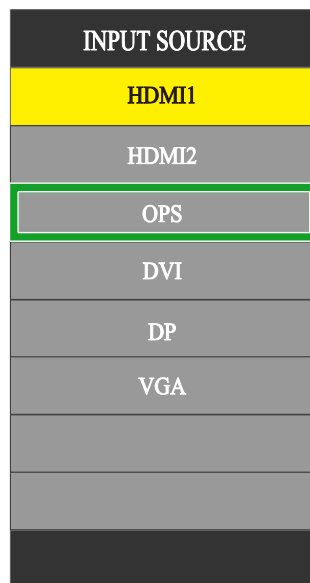 INPUT SOURCE
HDMI1
HDMI2
OPS
DVI
DP
VGA